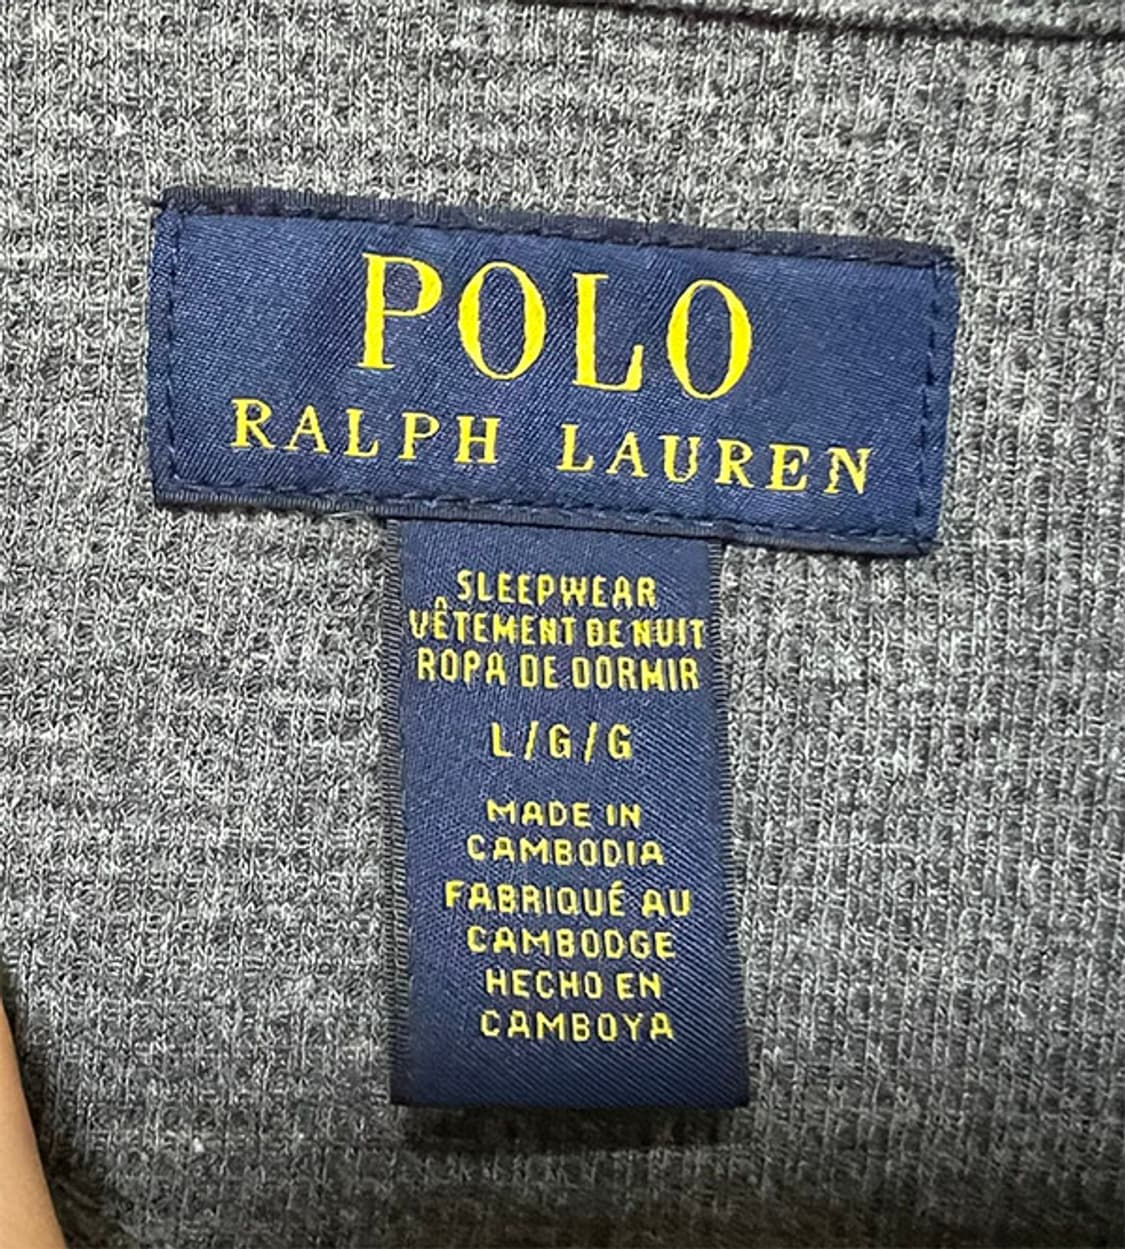 POLO
RALPH LAUREN
SLEEPWEAR
VÊTEMENT DE NUIT
ROPA DE DORMIR
L/G/G
MADE IN
CAMBODIA
FABRIQUÉ AU
CAMBODGE
HECHO EN
CAMBOYA